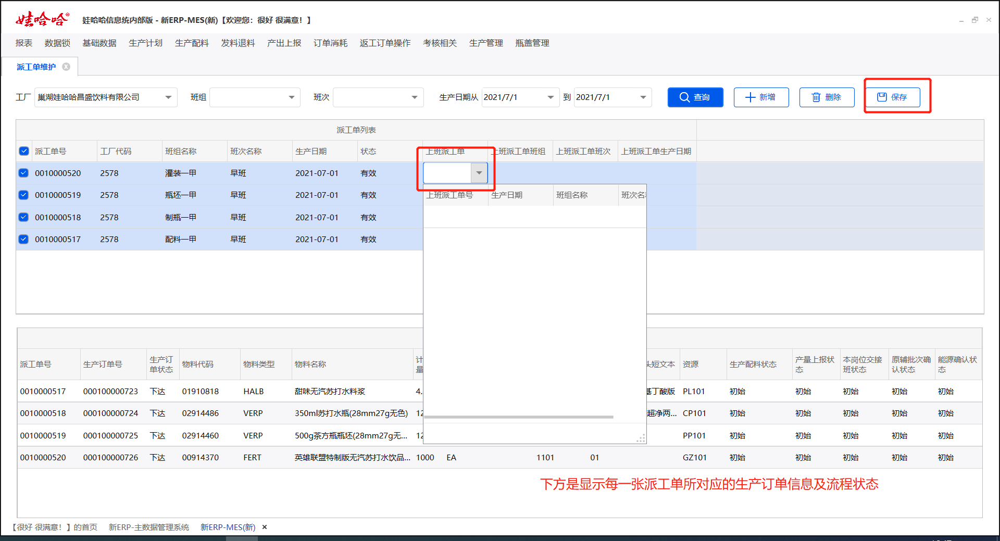 娃哈哈® 娃哈哈信息统内部版 - 新ERP-MES(新)【欢迎您：很好 很满意！】
报表 数据锁 基础数据 生产计划 生产配料 发料退料 产出上报 订单消耗 返工订单操作 考核相关 生产管理 瓶盖管理
派工单维护
工厂 巢湖娃哈哈昌盛饮料有限公司 班组 班次 生产日期从 2021/7/1 到 2021/7/1 查询 新增 删除 保存
派工单列表
派工单号 工厂代码 班组名称 班次名称 生产日期 状态 上班派工单 上班派工单班组 上班派工单班次 上班派工单生产日期
0010000520 2578 灌装一甲 早班 2021-07-01 有效
0010000519 2578 瓶坯一甲 早班 2021-07-01 有效
上班派工单号 生产日期 班组名称 班次名
0010000518 2578 制瓶一甲 早班 2021-07-01 有效
0010000517 2578 配料一甲 早班 2021-07-01 有效
派工单号 生产订单号 生产订单状态 物料代码 物料类型 物料名称 计量 头短文本 资源 生产配料状态 产量上报状态 本岗位交接班状态 原辅批次确认状态 能源确认状态
0010000517 000100000723 下达 01910818 HALB 甜味无汽苏打水料浆 4. 基丁酸版 PL101 初始 初始 初始 初始 初始
0010000518 000100000724 下达 02914486 VERP 350ml苏打水瓶(28mm27g无色) 12 超净两... CP101 初始 初始 初始 初始 初始
0010000519 000100000725 下达 02914460 VERP 500g茶方瓶瓶坯(28mm27g无... 12 PP101 初始 初始 初始 初始 初始
0010000520 000100000726 下达 00914370 FERT 英雄联盟特制版无汽苏打水饮品... 1000 EA 1101 01 GZ101 初始 初始 初始 初始 初始
下方是显示每一张派工单所对应的生产订单信息及流程状态
【很好 很满意！】的首页 新ERP-主数据管理系统 新ERP-MES(新)